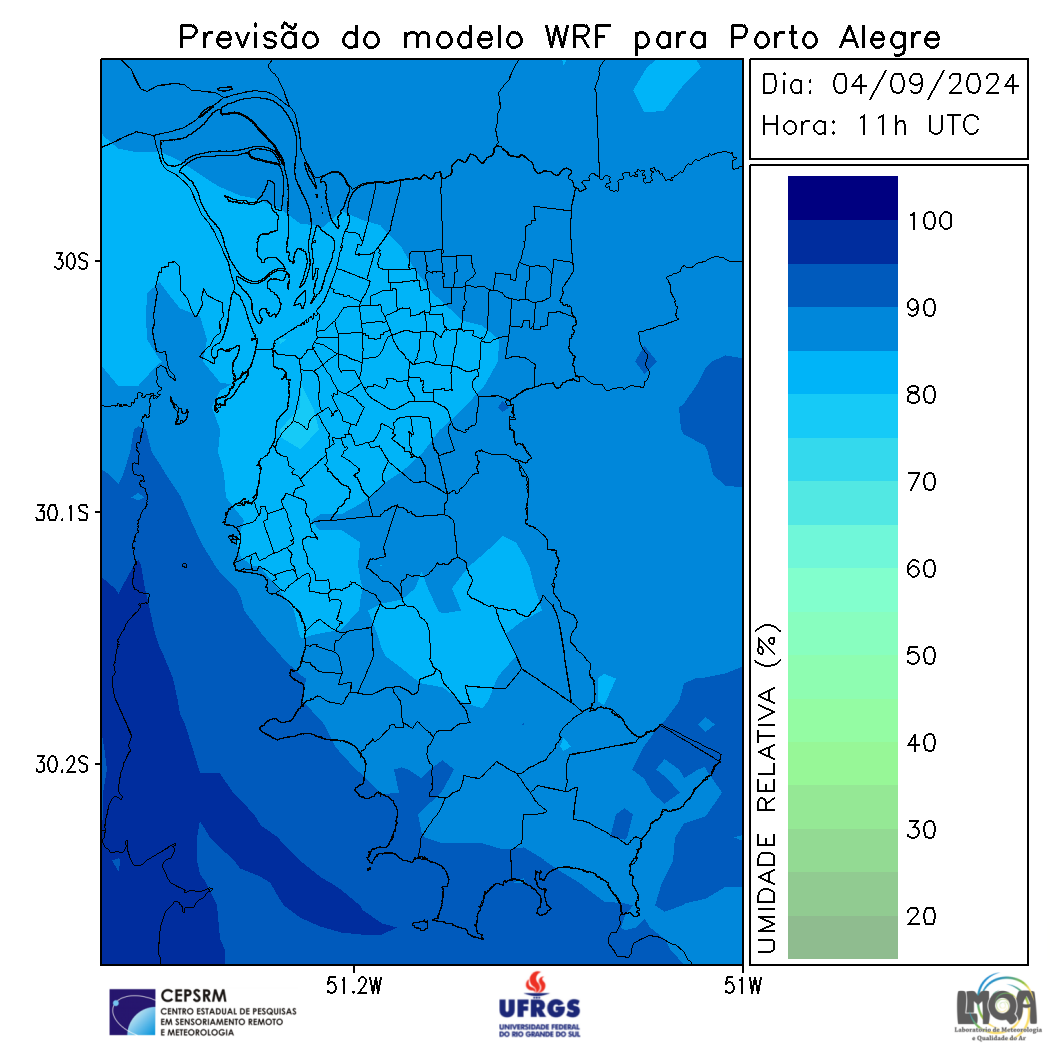 Previsão do modelo WRF para Porto Alegre
Dia: 04/09/2024
Hora: 11h UTC
30S
30.1S
30.2S
51.2W
51W
UMIDADE RELATIVA (%)
100
90
80
70
60
50
40
30
20
CEPSRM
CENTRO ESTADUAL DE PESQUISAS
EM SENSORIAMENTO REMOTO
E METEOROLOGIA
UFRGS
UNIVERSIDADE FEDERAL
DO RIO GRANDE DO SUL
LMQA
Laboratório de Meteorologia
e Qualidade do Ar